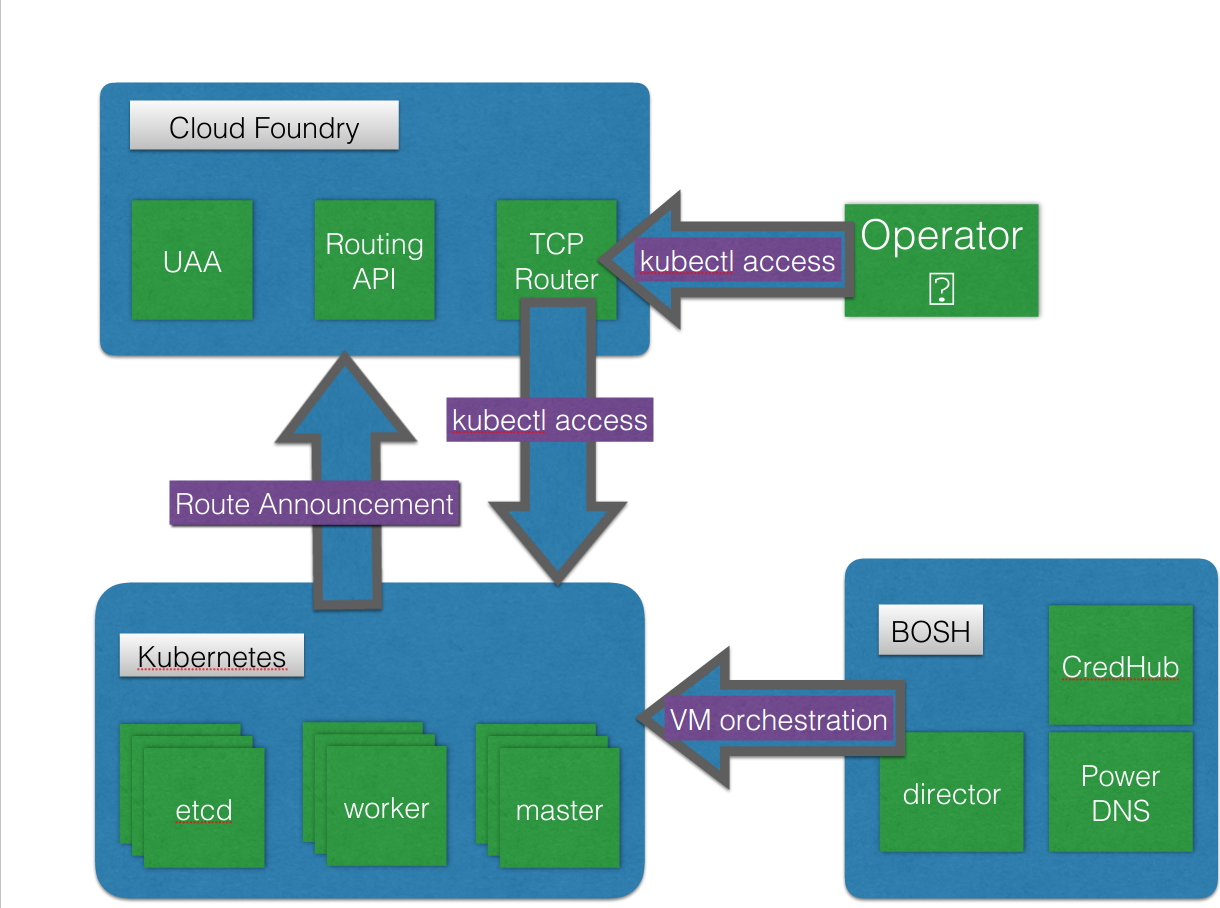 Cloud Foundry
UAA
Routing
API
TCP
Router
kubectl access
Operator
kubectl access
Route Announcement
Kubernetes
etcd
worker
master
VM orchestration
BOSH
CredHub
director
Power
DNS